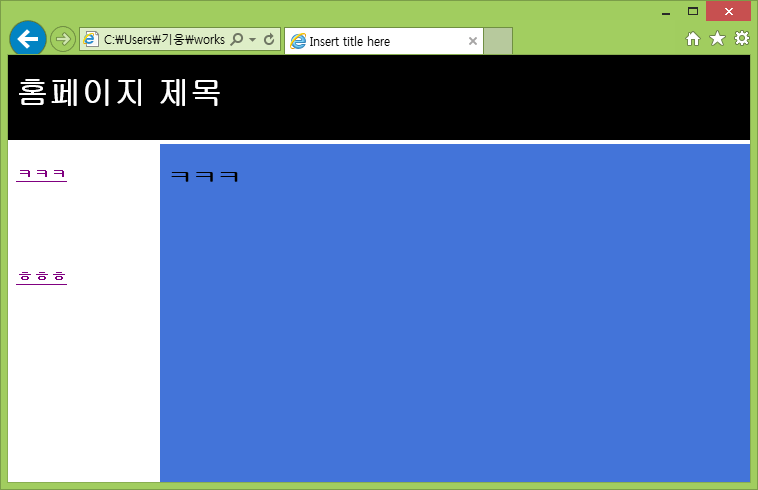 C:\Users\기웅\works
Insert title here
홈페이지 제목
ㅋㅋㅋ
ㅋㅋㅋ
ㅎㅎㅎ